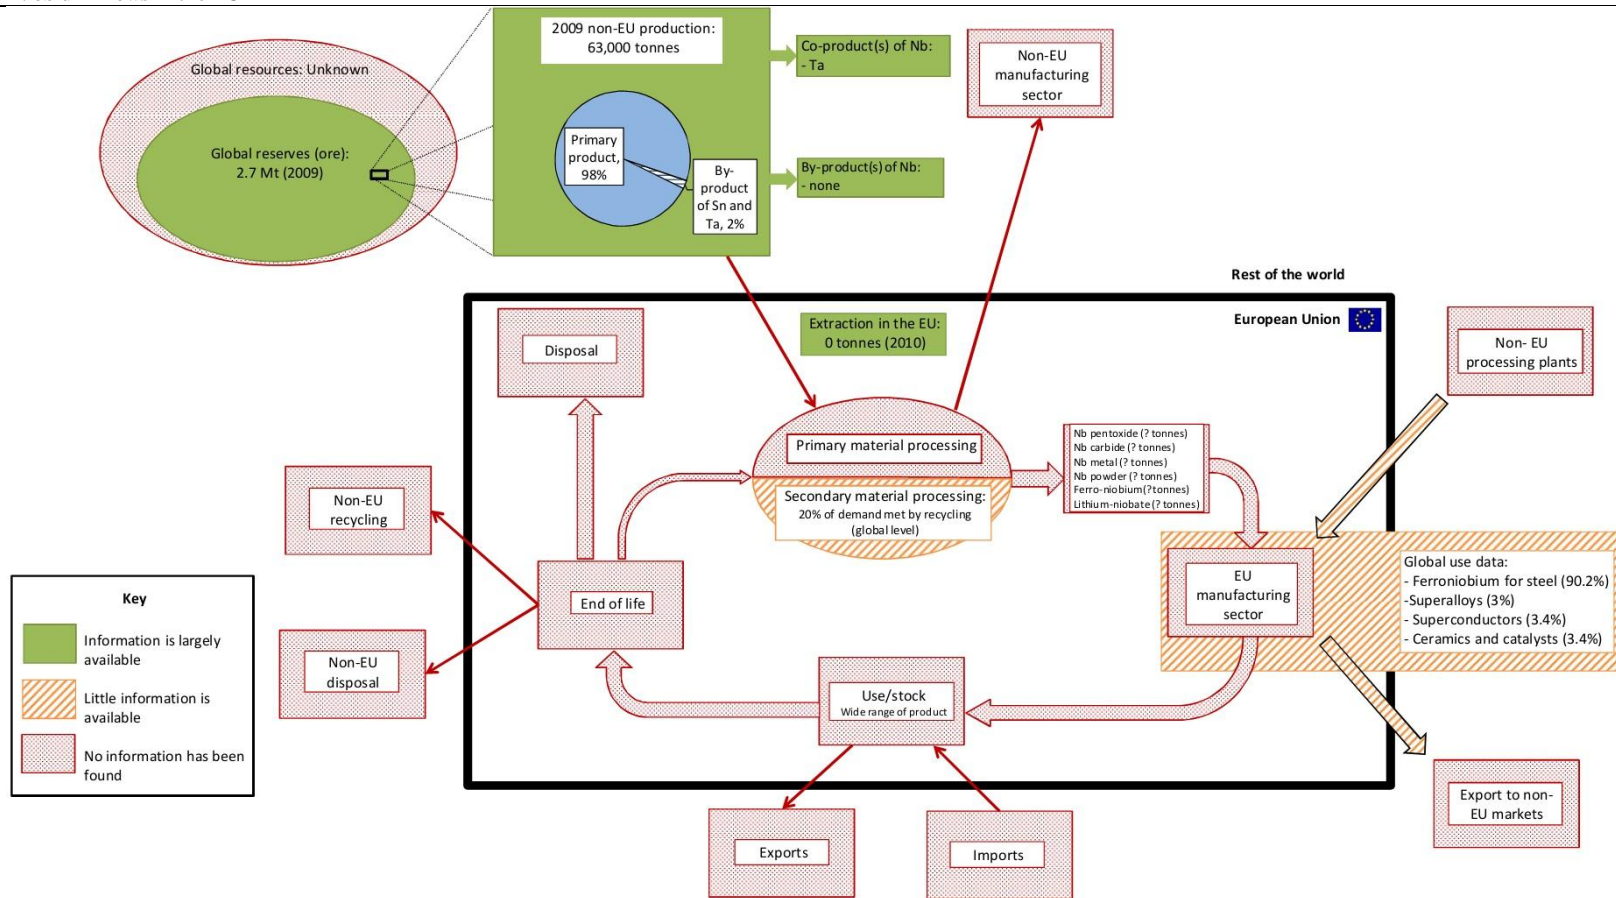 2009 non-EU production:
63,000 tonnes
Co-product(s) of Nb:
- Ta
Non-EU
manufacturing
sector
Global resources: Unknown
Global reserves (ore):
2.7 Mt (2009)
Primary
product,
98%
By-
product
of Sn and
Ta, 2%
By-product(s) of Nb:
- none
Rest of the world
European Union
Extraction in the EU:
0 tonnes (2010)
Disposal
Non- EU
processing plants
Primary material processing
Secondary material processing:
20% of demand met by recycling
(global level)
Nb pentoxide (? tonnes)
Nb carbide (? tonnes)
Nb metal (? tonnes)
Nb powder (? tonnes)
Ferro-niobium (?tonnes)
Lithium-niobate (? tonnes)
Non-EU
recycling
End of life
EU
manufacturing
sector
Global use data:
- Ferroniobium for steel (90.2%)
-Superalloys (3%)
- Superconductors (3.4%)
- Ceramics and catalysts (3.4%)
Non-EU
disposal
Use/stock
Wide range of product
Key
Information is largely
available
Little information is
available
No information has been
found
Exports
Imports
Export to non-
EU markets